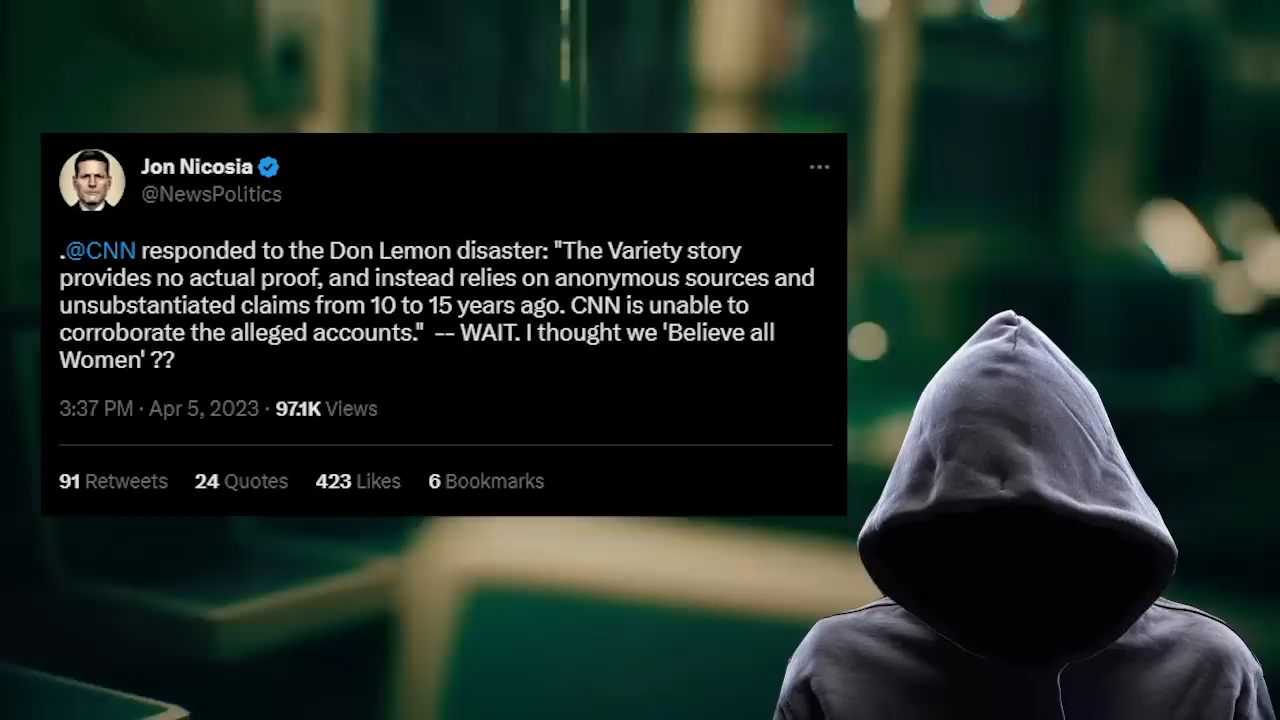 Jon Nicosia
@NewsPolitics
.@CNN responded to the Don Lemon disaster: "The Variety story
provides no actual proof, and instead relies on anonymous sources and
unsubstantiated claims from 10 to 15 years ago. CNN is unable to
corroborate the alleged accounts."  -- WAIT. I thought we 'Believe all
Women' ??
3:37 PM · Apr 5, 2023 · 97.1K Views
91 Retweets 24 Quotes 423 Likes 6 Bookmarks